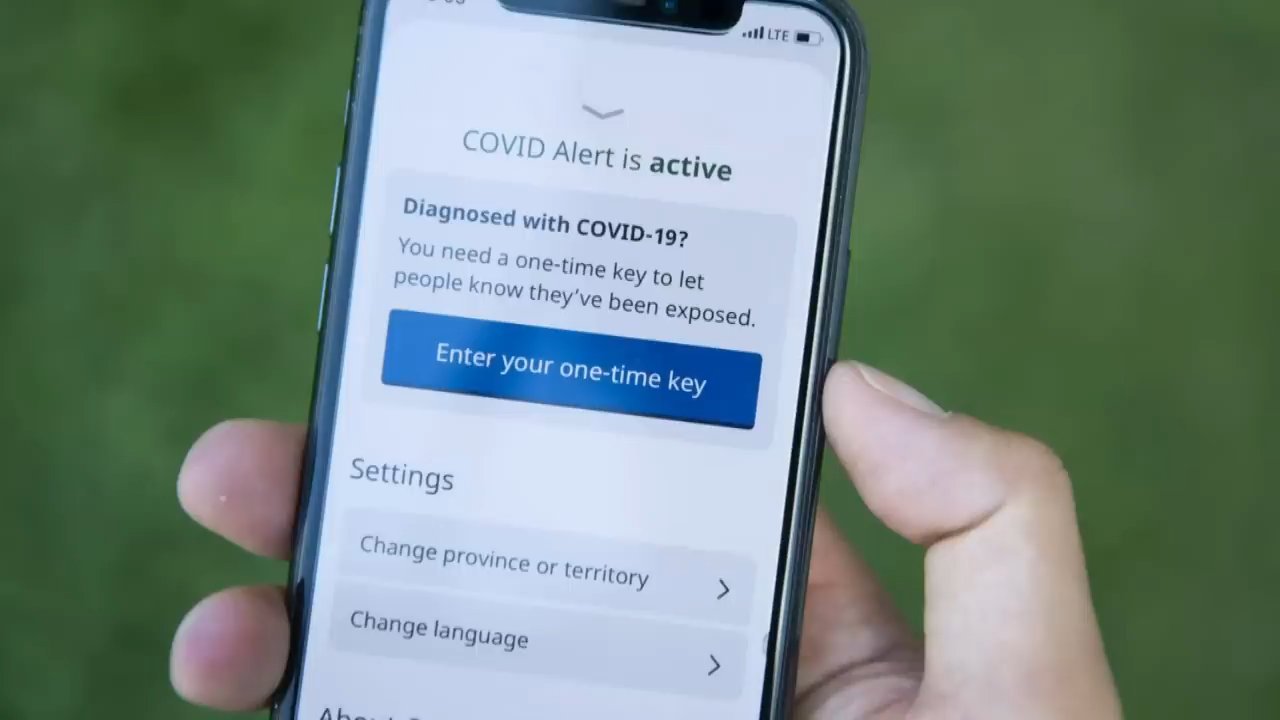 LTE
COVID Alert is active
Diagnosed with COVID-19?
You need a one-time key to let
people know they've been exposed.
Enter your one-time key
Settings
Change province or territory
Change language
About